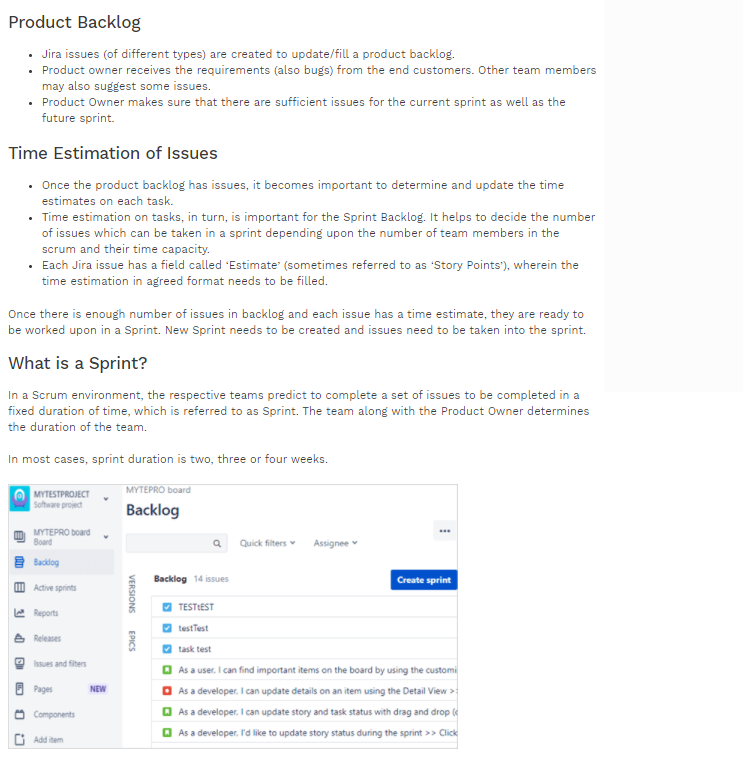 Product Backlog
• Jira issues (of different types) are created to update/fill a product backlog.
• Product owner receives the requirements (also bugs) from the end customers. Other team members
may also suggest some issues.
• Product Owner makes sure that there are sufficient issues for the current sprint as well as the
future sprint.
Time Estimation of Issues
• Once the product backlog has issues, it becomes important to determine and update the time
estimates on each task.
• Time estimation on tasks, in turn, is important for the Sprint Backlog. It helps to decide the number
of issues which can be taken in a sprint depending upon the number of team members in the
scrum and their time capacity.
• Each Jira issue has a field called ‘Estimate’ (sometimes referred to as ‘Story Points’), wherein the
time estimation in agreed format needs to be filled.
Once there is enough number of issues in backlog and each issue has a time estimate, they are ready to
be worked upon in a Sprint. New Sprint needs to be created and issues need to be taken into the sprint.
What is a Sprint?
In a Scrum environment, the respective teams predict to complete a set of issues to be completed in a
fixed duration of time, which is referred to as Sprint. The team along with the Product Owner determines
the duration of the team.
In most cases, sprint duration is two, three or four weeks.
MYTESTPROJECT
Software project
MYTEPRO board
Board
Backlog
Active sprints
Reports
Releases
Issues and filters
Pages NEW
Components
Add item
MYTEPRO board
Backlog
•••
Quick filters Assignee
VERSIONS
EPICS
Backlog 14 issues Create sprint
TESTtEST
testTest
task test
As a user, I can find important items on the board by using the customi
As a developer, I can update details on an item using the Detail View >>
As a developer, I can update story and task status with drag and drop (c
As a developer, I'd like to update story status during the sprint >> Click